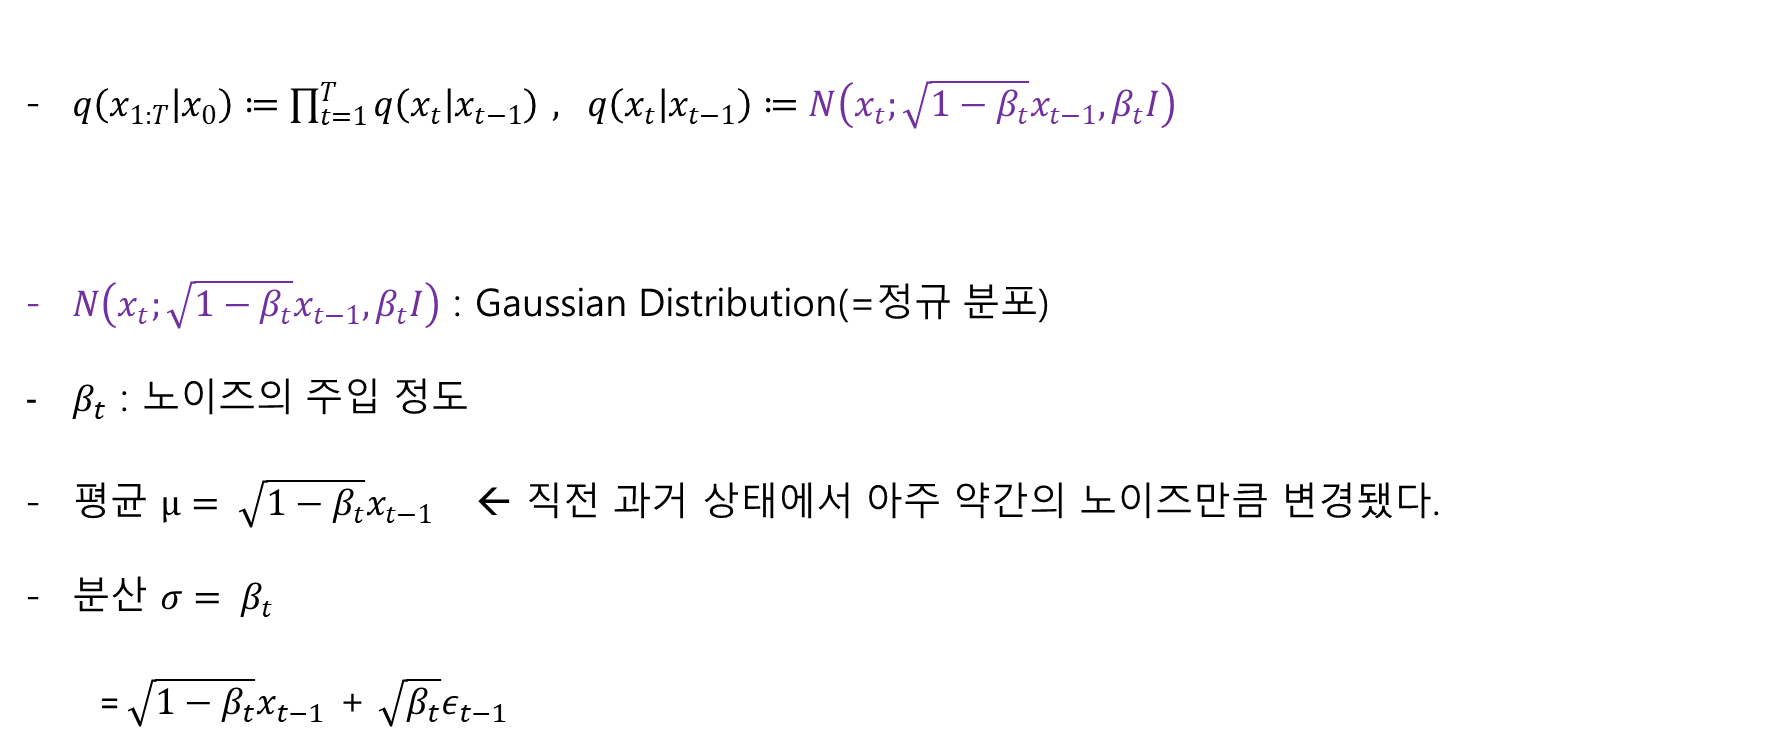 - q(x_{1:T}|x_0) ≔ ∏_{t=1}^{T} q(x_t|x_{t−1}) , q(x_t|x_{t−1}) ≔ N(x_t; √(1 − β_t)x_{t−1}, β_t I)
- N(x_t; √(1 − β_t)x_{t−1}, β_t I) : Gaussian Distribution(=정규 분포)
- β_t : 노이즈의 주입 정도
- 평균 μ = √(1 − β_t)x_{t−1} ← 직전 과거 상태에서 아주 약간의 노이즈만큼 변경됐다.
- 분산 σ = β_t
= √(1 − β_t)x_{t−1} + √(β_t)ϵ_{t−1}